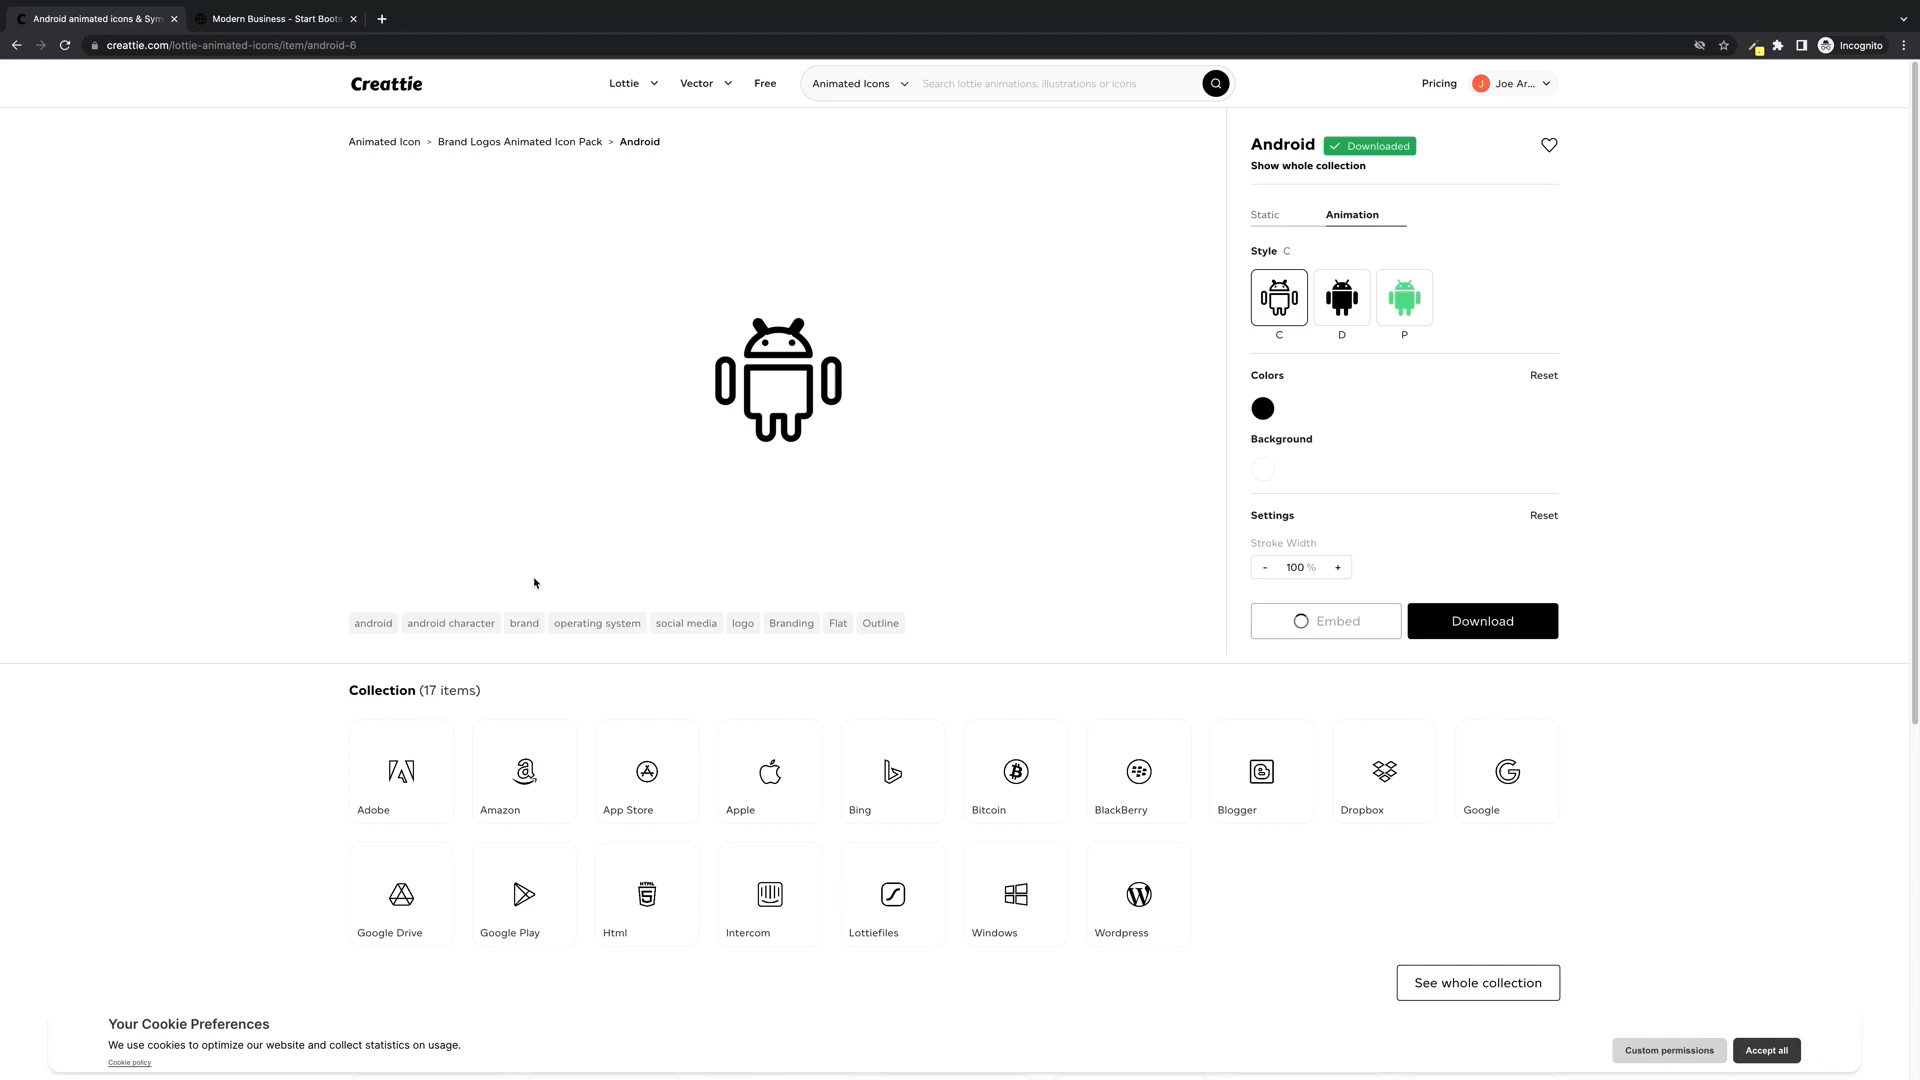 Android animated icons & Sym
Modern Business - Start Boots
creattie.com/lottie-animated-icons/item/android-6
Incognito
Creattie
Lottie
Vector
Free
Animated Icons
Search lottie animations, illustrations or icons
Pricing
J
Joe Ar...
Animated Icon > Brand Logos Animated Icon Pack > Android
Android
Downloaded
Show whole collection
Static
Animation
Style C
C
D
P
Colors
Reset
Background
Settings
Reset
Stroke Width
- 100 % +
Embed
Download
android
android character
brand
operating system
social media
logo
Branding
Flat
Outline
Collection (17 items)
Adobe
Amazon
App Store
Apple
Bing
Bitcoin
BlackBerry
Blogger
Dropbox
Google
Google Drive
Google Play
HTML
Html
Intercom
Lottiefiles
Windows
Wordpress
See whole collection
Your Cookie Preferences
We use cookies to optimize our website and collect statistics on usage.
Cookie policy
Custom permissions
Accept all